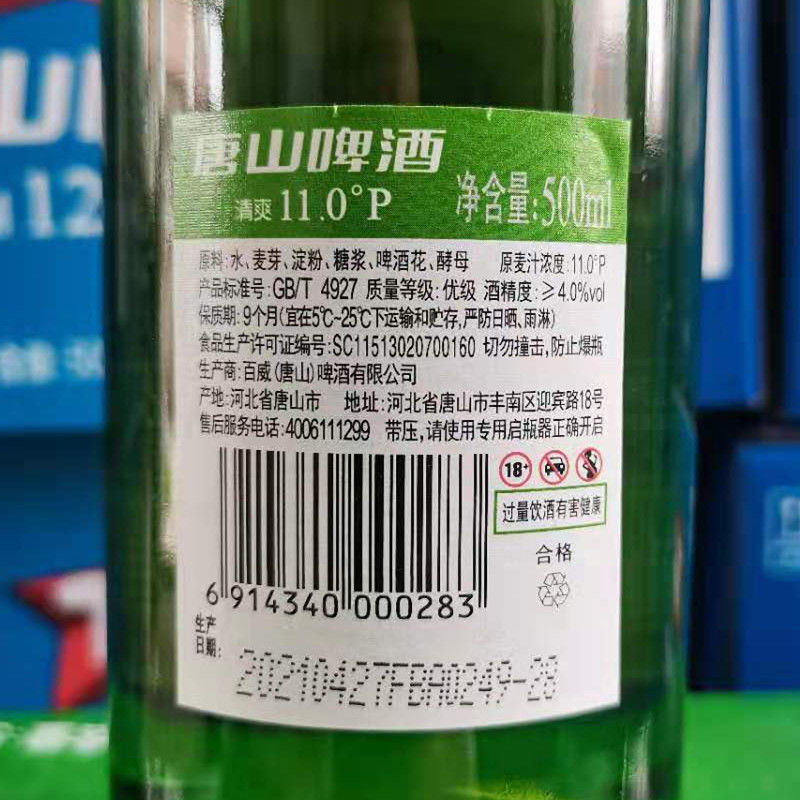 唐山啤酒
清爽 11.0°P 净含量:500ml
原料:水、麦芽、淀粉、糖浆、啤酒花、酵母 原麦汁浓度:11.0°P
产品标准号:GB/T 4927 质量等级:优级 酒精度:≥4.0%vol
保质期:9个月(宜在5℃~25℃下运输和贮存,严防日晒、雨淋)
食品生产许可证编号:SC11513020700160 切勿撞击,防止爆瓶
生产商:百威(唐山)啤酒有限公司
产地:河北省唐山市 地址:河北省唐山市丰南区迎宾路18号
售后服务电话:4006111299 带压,请使用专用启瓶器正确开启
18+
过量饮酒有害健康
合格
6 914340 000283
生产
日期:
20210427FBA0249-28